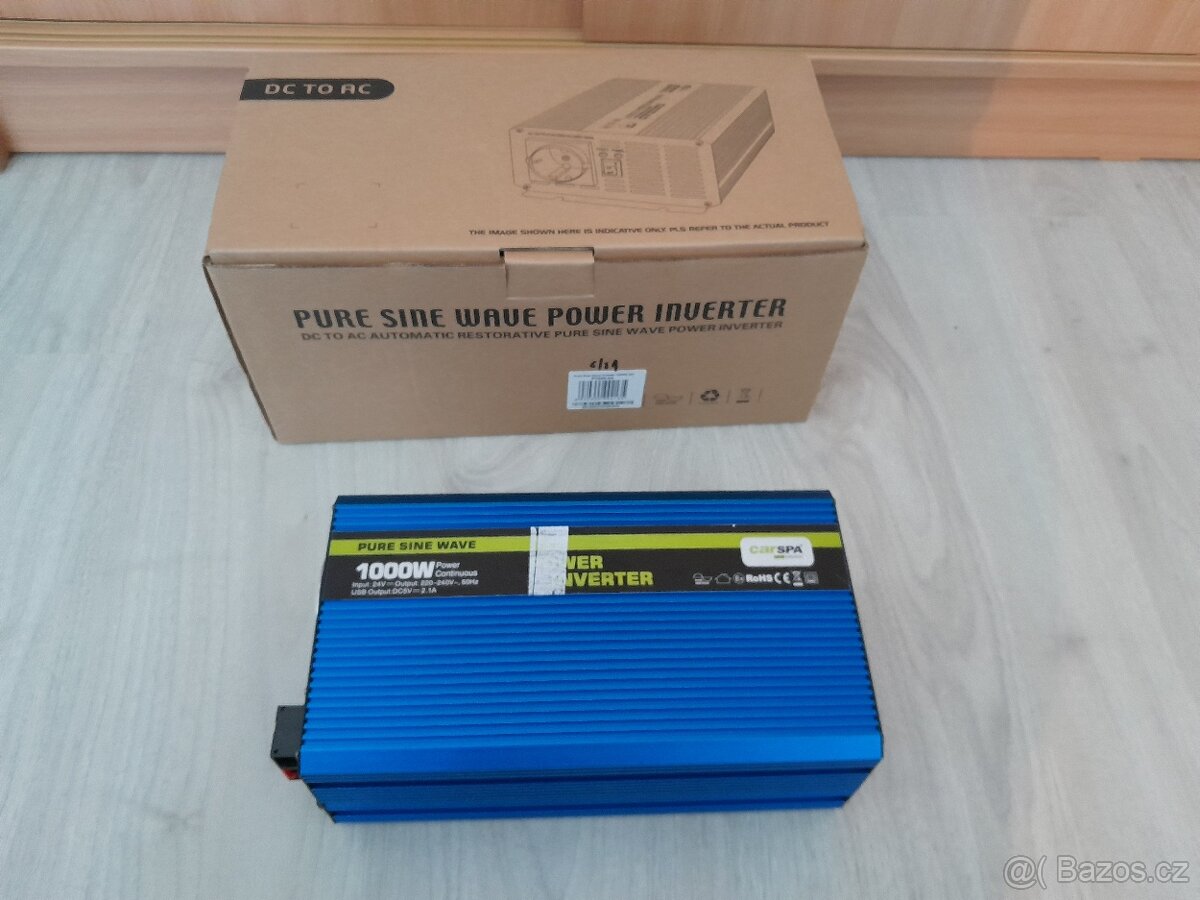 DC TO AC
THE IMAGE SHOWN HERE IS INDICATIVE ONLY. PLS REFER TO THE ACTUAL PRODUCT
PURE SINE WAVE POWER INVERTER
DC TO AC AUTOMATIC RESTORATIVE PURE SINE WAVE POWER INVERTER
PURE SINE WAVE
1000W Power
Continuous
Input: 24V Output: 220-240V~, 50Hz
USB Output:DC5V 2.1A
WER
NVERTER
carSPA
RoHS CE
@( Bazos.cz